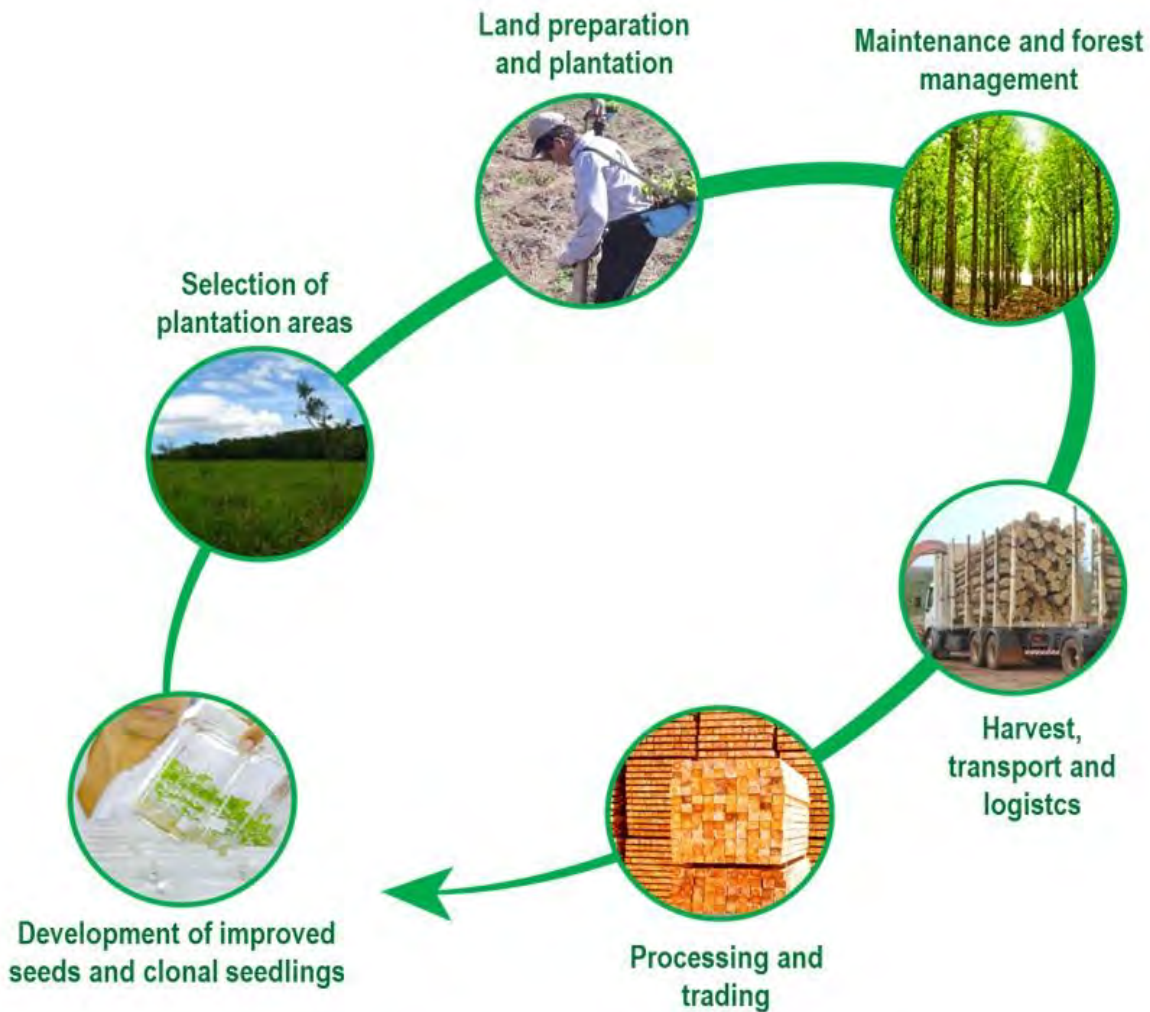 Land preparation
and plantation
Maintenance and forest
management
Selection of
plantation areas
Harvest,
transport and
logistcs
Development of improved
seeds and clonal seedlings
Processing and
trading